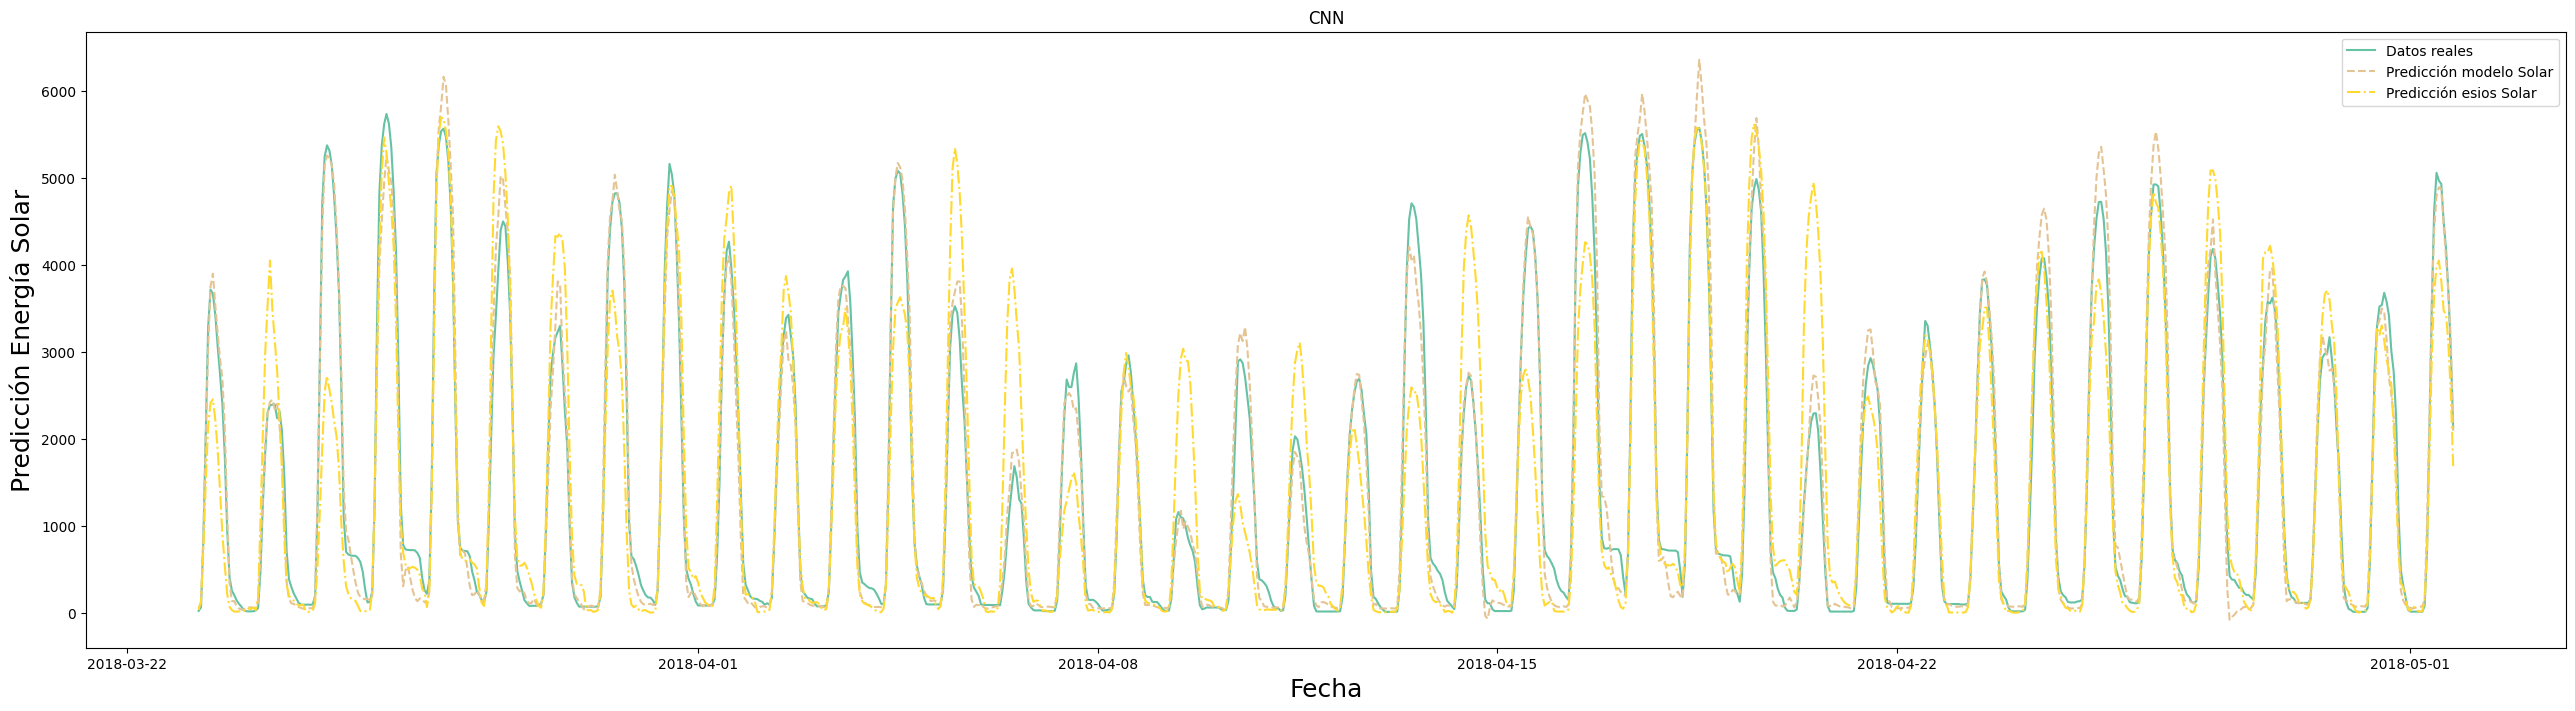 CNN
Datos reales
Predicción modelo Solar
Predicción esios Solar
Predicción Energía Solar
6000
5000
4000
3000
2000
1000
0
2018-03-22
2018-04-01
2018-04-08
2018-04-15
2018-04-22
2018-05-01
Fecha